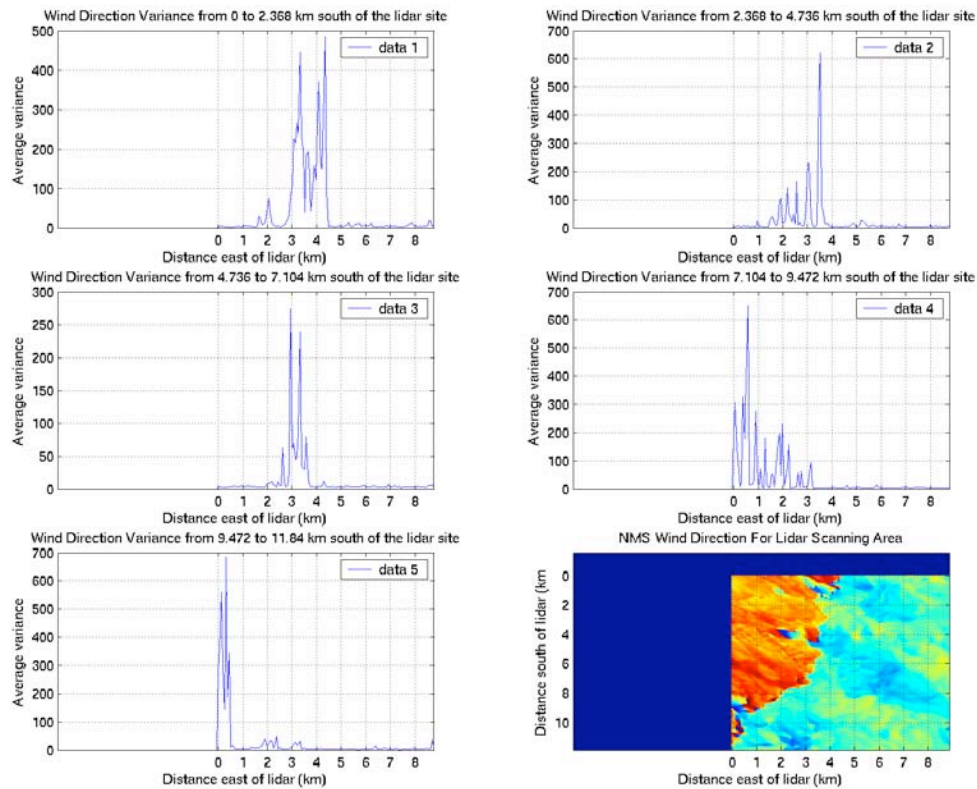 Wind Direction Variance from 0 to 2.368 km south of the lidar site
500
400
300
200
100
0
Average variance
data 1
0 1 2 3 4 5 6 7 8
Distance east of lidar (km)
Wind Direction Variance from 2.368 to 4.736 km south of the lidar site
700
600
500
400
300
200
100
0
Average variance
data 2
0 1 2 3 4 5 6 7 8
Distance east of lidar (km)
Wind Direction Variance from 4.736 to 7.104 km south of the lidar site
300
250
200
150
100
50
0
Average variance
data 3
0 1 2 3 4 5 6 7 8
Distance east of lidar (km)
Wind Direction Variance from 7.104 to 9.472 km south of the lidar site
700
600
500
400
300
200
100
0
Average variance
data 4
0 1 2 3 4 5 6 7 8
Distance east of lidar (km)
Wind Direction Variance from 9.472 to 11.84 km south of the lidar site
700
600
500
400
300
200
100
0
Average variance
data 5
0 1 2 3 4 5 6 7 8
Distance east of lidar (km)
NMS Wind Direction For Lidar Scanning Area
0
2
4
6
8
10
Distance south of lidar (km)
0 1 2 3 4 5 6 7 8
Distance east of lidar (km)